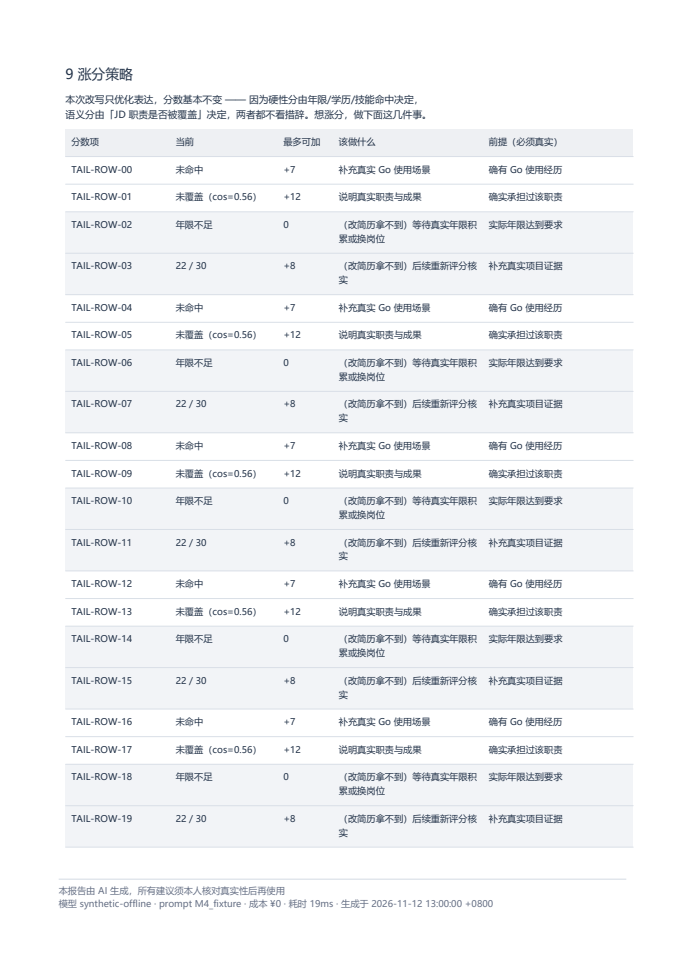 9 涨分策略
本次改写只优化表达，分数基本不变 —— 因为硬性分由年限/学历/技能命中决定，
语义分由「JD 职责是否被覆盖」决定，两者都不看措辞。想涨分，做下面这几件事。
分数项 当前 最多可加 该做什么 前提（必须真实）
TAIL-ROW-00 未命中 +7 补充真实 Go 使用场景 确有 Go 使用经历
TAIL-ROW-01 未覆盖（cos=0.56） +12 说明真实职责与成果 确实承担过该职责
TAIL-ROW-02 年限不足 0 （改简历拿不到）等待真实年限积 实际年限达到要求
累或换岗位
TAIL-ROW-03 22 / 30 +8 （改简历拿不到）后续重新评分核 补充真实项目证据
实
TAIL-ROW-04 未命中 +7 补充真实 Go 使用场景 确有 Go 使用经历
TAIL-ROW-05 未覆盖（cos=0.56） +12 说明真实职责与成果 确实承担过该职责
TAIL-ROW-06 年限不足 0 （改简历拿不到）等待真实年限积 实际年限达到要求
累或换岗位
TAIL-ROW-07 22 / 30 +8 （改简历拿不到）后续重新评分核 补充真实项目证据
实
TAIL-ROW-08 未命中 +7 补充真实 Go 使用场景 确有 Go 使用经历
TAIL-ROW-09 未覆盖（cos=0.56） +12 说明真实职责与成果 确实承担过该职责
TAIL-ROW-10 年限不足 0 （改简历拿不到）等待真实年限积 实际年限达到要求
累或换岗位
TAIL-ROW-11 22 / 30 +8 （改简历拿不到）后续重新评分核 补充真实项目证据
实
TAIL-ROW-12 未命中 +7 补充真实 Go 使用场景 确有 Go 使用经历
TAIL-ROW-13 未覆盖（cos=0.56） +12 说明真实职责与成果 确实承担过该职责
TAIL-ROW-14 年限不足 0 （改简历拿不到）等待真实年限积 实际年限达到要求
累或换岗位
TAIL-ROW-15 22 / 30 +8 （改简历拿不到）后续重新评分核 补充真实项目证据
实
TAIL-ROW-16 未命中 +7 补充真实 Go 使用场景 确有 Go 使用经历
TAIL-ROW-17 未覆盖（cos=0.56） +12 说明真实职责与成果 确实承担过该职责
TAIL-ROW-18 年限不足 0 （改简历拿不到）等待真实年限积 实际年限达到要求
累或换岗位
TAIL-ROW-19 22 / 30 +8 （改简历拿不到）后续重新评分核 补充真实项目证据
实
本报告由 AI 生成，所有建议须本人核对真实性后再使用
模型 synthetic-offline · prompt M4_fixture · 成本 ¥0 · 耗时 19ms · 生成于 2026-11-12 13:00:00 +0800